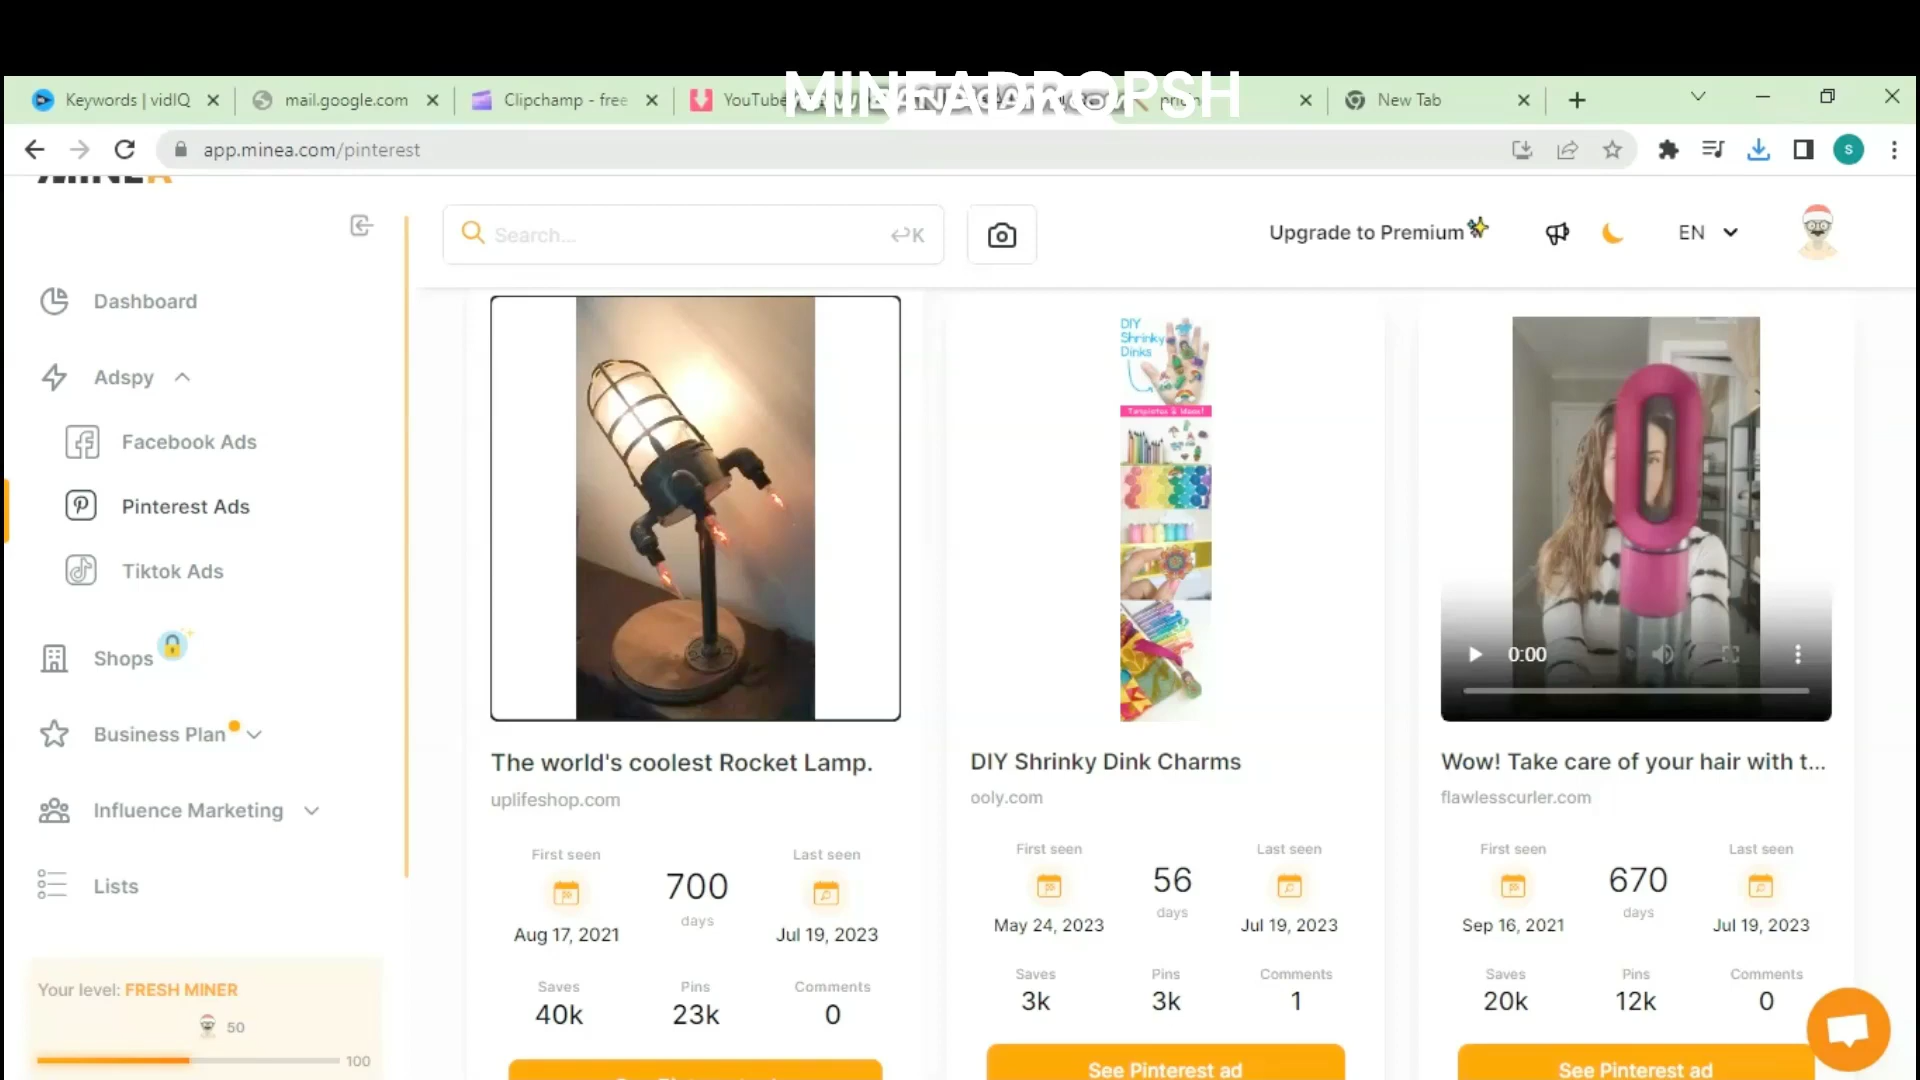 MINEADROPSH
Keywords | vidIQ
mail.google.com
Clipchamp - free
YouTube
New Tab
app.minea.com/pinterest
S
MINEA
Search...
K
Upgrade to Premium
EN
Dashboard
Adspy
Facebook Ads
Pinterest Ads
Tiktok Ads
Shops
Business Plan
Influence Marketing
Lists
Your level: FRESH MINER
50
100
The world's coolest Rocket Lamp.
uplifeshop.com
First seen
700
days
Last seen
Aug 17, 2021
Jul 19, 2023
Saves
Pins
Comments
40k
23k
0
DIY
Shrinky
Dinks
Templates & Ideas!
DIY Shrinky Dink Charms
ooly.com
First seen
56
days
Last seen
May 24, 2023
Jul 19, 2023
Saves
Pins
Comments
3k
3k
1
See Pinterest ad
0:00
Wow! Take care of your hair with t...
flawlesscurler.com
First seen
670
days
Last seen
Sep 16, 2021
Jul 19, 2023
Saves
Pins
Comments
20k
12k
0
See Pinterest ad